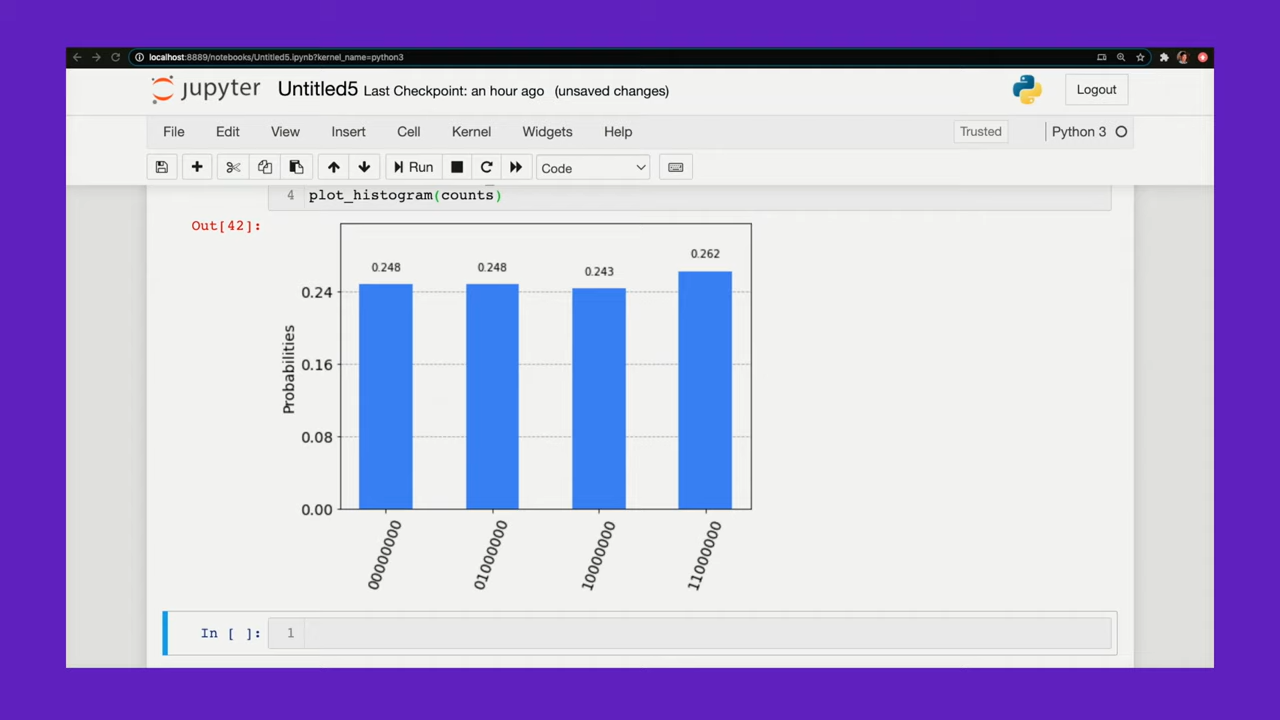 localhost:8889/notebooks/Untitled5.ipynb?kernel_name=python3
jupyter Untitled5 Last Checkpoint: an hour ago (unsaved changes) Logout
File Edit View Insert Cell Kernel Widgets Help Trusted Python 3
Run Code
4 plot_histogram(counts)
Out[42]:
0.248 0.248 0.243 0.262
0.24
0.16
0.08
0.00
Probabilities
00000000 01000000 10000000 11000000
In [ ]: 1